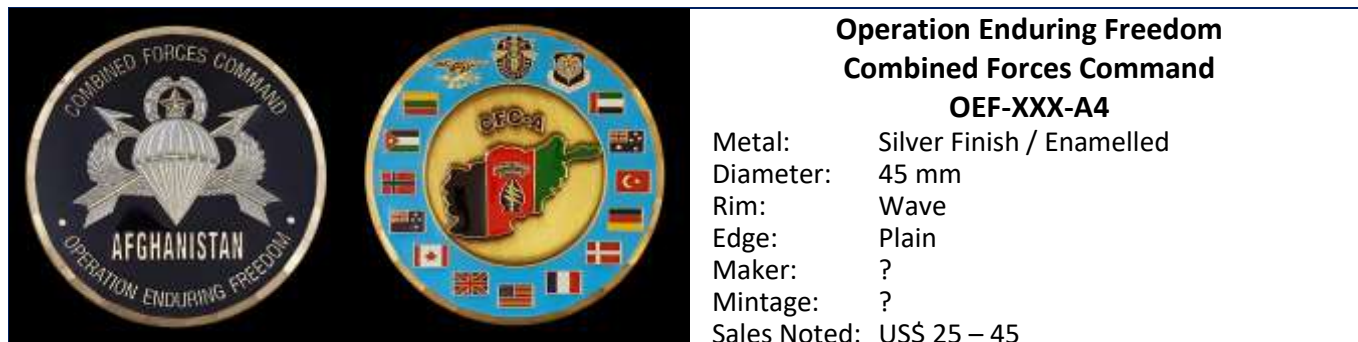 COMBINED FORCES COMMAND
AFGHANISTAN
• OPERATION ENDURING FREEDOM •
CFC-A
Operation Enduring Freedom
Combined Forces Command
OEF-XXX-A4
Metal: Silver Finish / Enamelled
Diameter: 45 mm
Rim: Wave
Edge: Plain
Maker: ?
Mintage: ?
Sales Noted: US$ 25 – 45